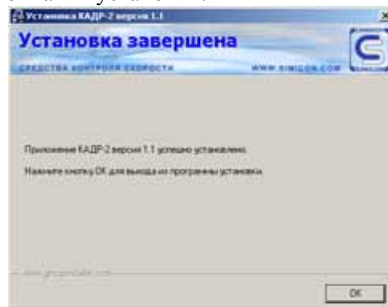 Установка КАДР-2 версия 1.1
Установка завершена
СРЕДСТВА КОНТРОЛЯ СКОРОСТИ
WWW.SIMICON.COM
Приложение КАДР-2 версия 1.1 успешно установлено.
Нажмите кнопку ОК для выхода из программы установки.
OK